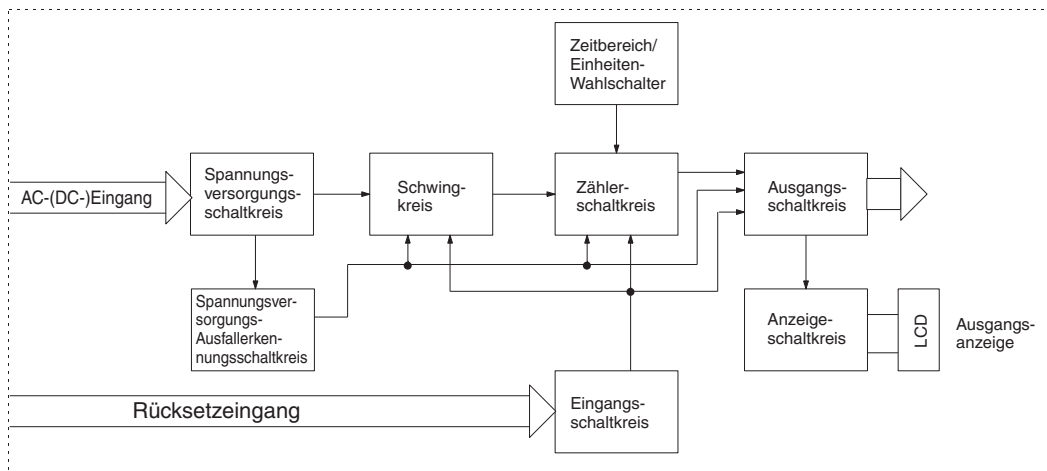 Zeitbereich/
Einheiten-
Wahlschalter
AC-(DC-)Eingang
Spannungs-
versorgungs-
schaltkreis
Schwing-
kreis
Zähler-
schaltkreis
Ausgangs-
schaltkreis
Spannungsver-
sorgungs-
Ausfallerken-
nungsschaltkreis
Anzeige-
schaltkreis
LCD
Ausgangs-
anzeige
Rücksetzeingang
Eingangs-
schaltkreis